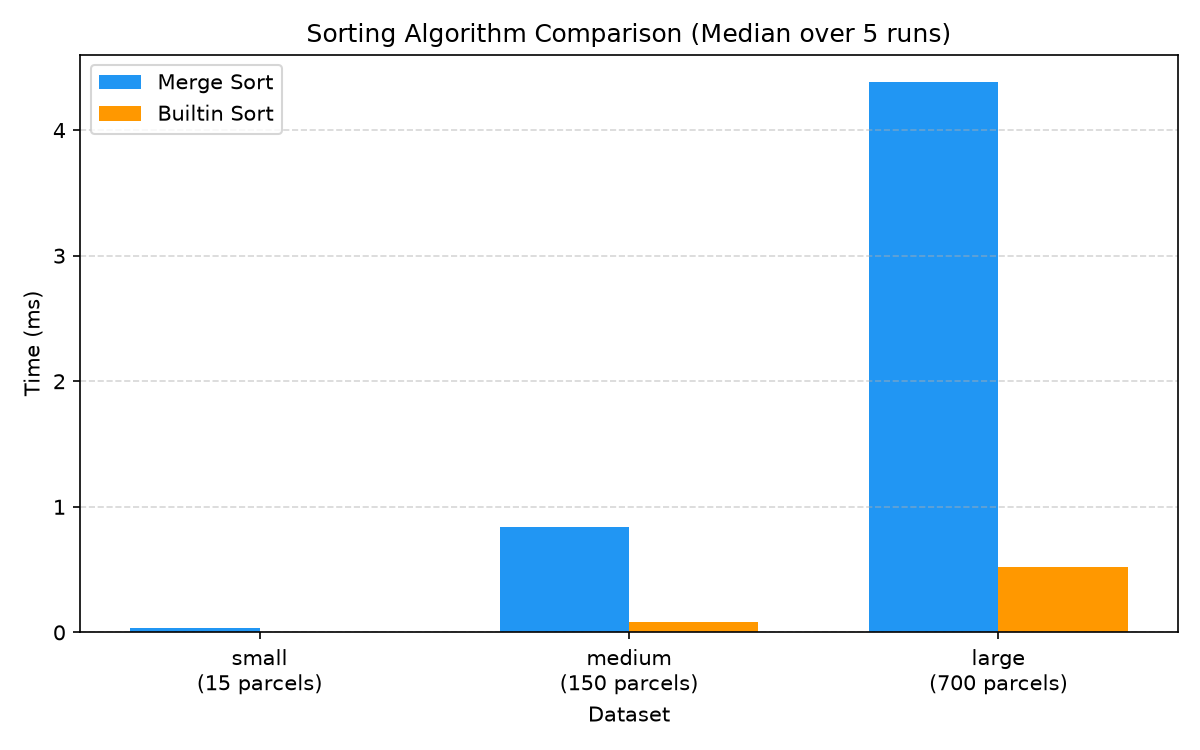 Sorting Algorithm Comparison (Median over 5 runs)
Merge Sort
Builtin Sort
Time (ms)
4
3
2
1
0
small
(15 parcels)
medium
(150 parcels)
large
(700 parcels)
Dataset